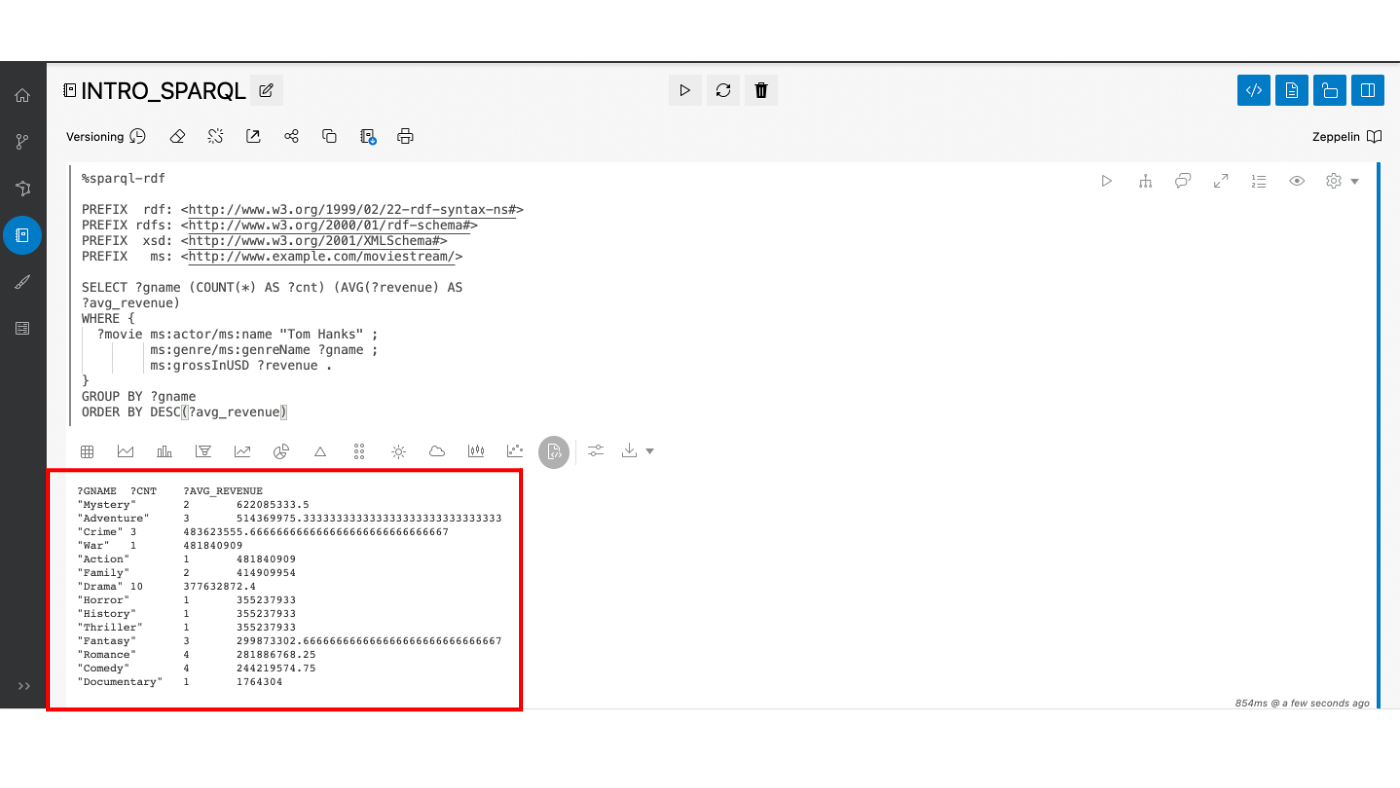 INTRO_SPARQL
Versioning
Zeppelin
%sparql-rdf
PREFIX  rdf: <http://www.w3.org/1999/02/22-rdf-syntax-ns#>
PREFIX rdfs: <http://www.w3.org/2000/01/rdf-schema#>
PREFIX  xsd: <http://www.w3.org/2001/XMLSchema#>
PREFIX   ms: <http://www.example.com/moviestream/>
SELECT ?gname (COUNT(*) AS ?cnt) (AVG(?revenue) AS
?avg_revenue)
WHERE {
  ?movie ms:actor/ms:name "Tom Hanks" ;
         ms:genre/ms:genreName ?gname ;
         ms:grossInUSD ?revenue .
}
GROUP BY ?gname
ORDER BY DESC(?avg_revenue)
?GNAME  ?CNT    ?AVG_REVENUE
"Mystery"       2       622085333.5
"Adventure"     3       514369975.3333333333333333333333333333333
"Crime" 3       483623555.6666666666666666666666666666667
"War"   1       481840909
"Action"        1       481840909
"Family"        2       414909954
"Drama" 10      377632872.4
"Horror"        1       355237933
"History"       1       355237933
"Thriller"      1       355237933
"Fantasy"       3       299873302.6666666666666666666666666666667
"Romance"       4       281886768.25
"Comedy"        4       244219574.75
"Documentary"   1       1764304
854ms @ a few seconds ago